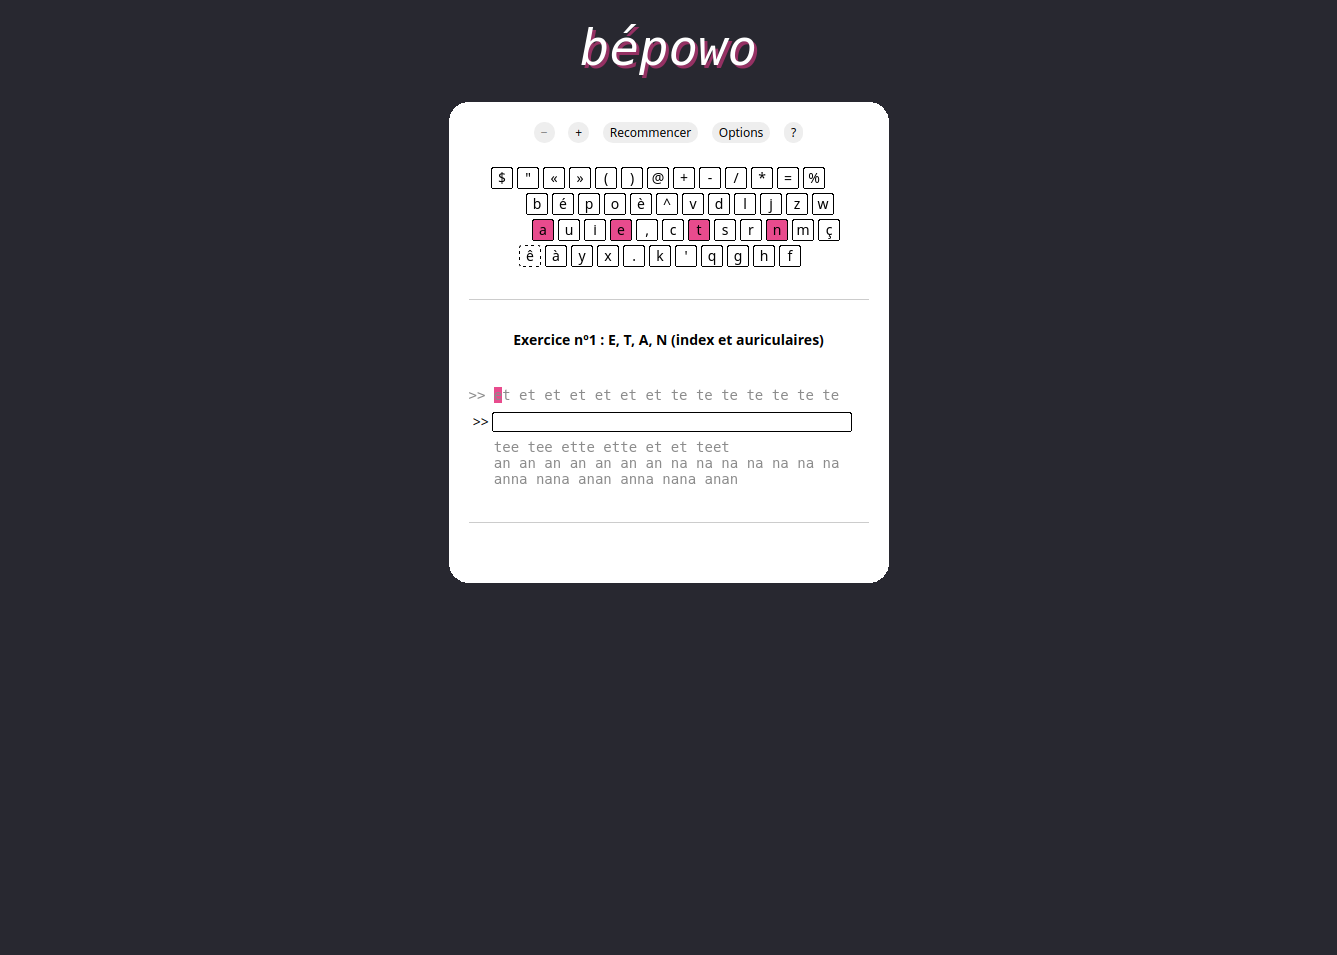 bépowo
− + Recommencer Options ?
$ " « » ( ) @ + - / * = %
b é p o è ^ v d l j z w
a u i e , c t s r n m ç
ê à y x . k ' q g h f
Exercice nº1 : E, T, A, N (index et auriculaires)
>> et et et et et et et te te te te te te te
>>
tee tee ette ette et et teet
an an an an an an an na na na na na na na
anna nana anan anna nana anan